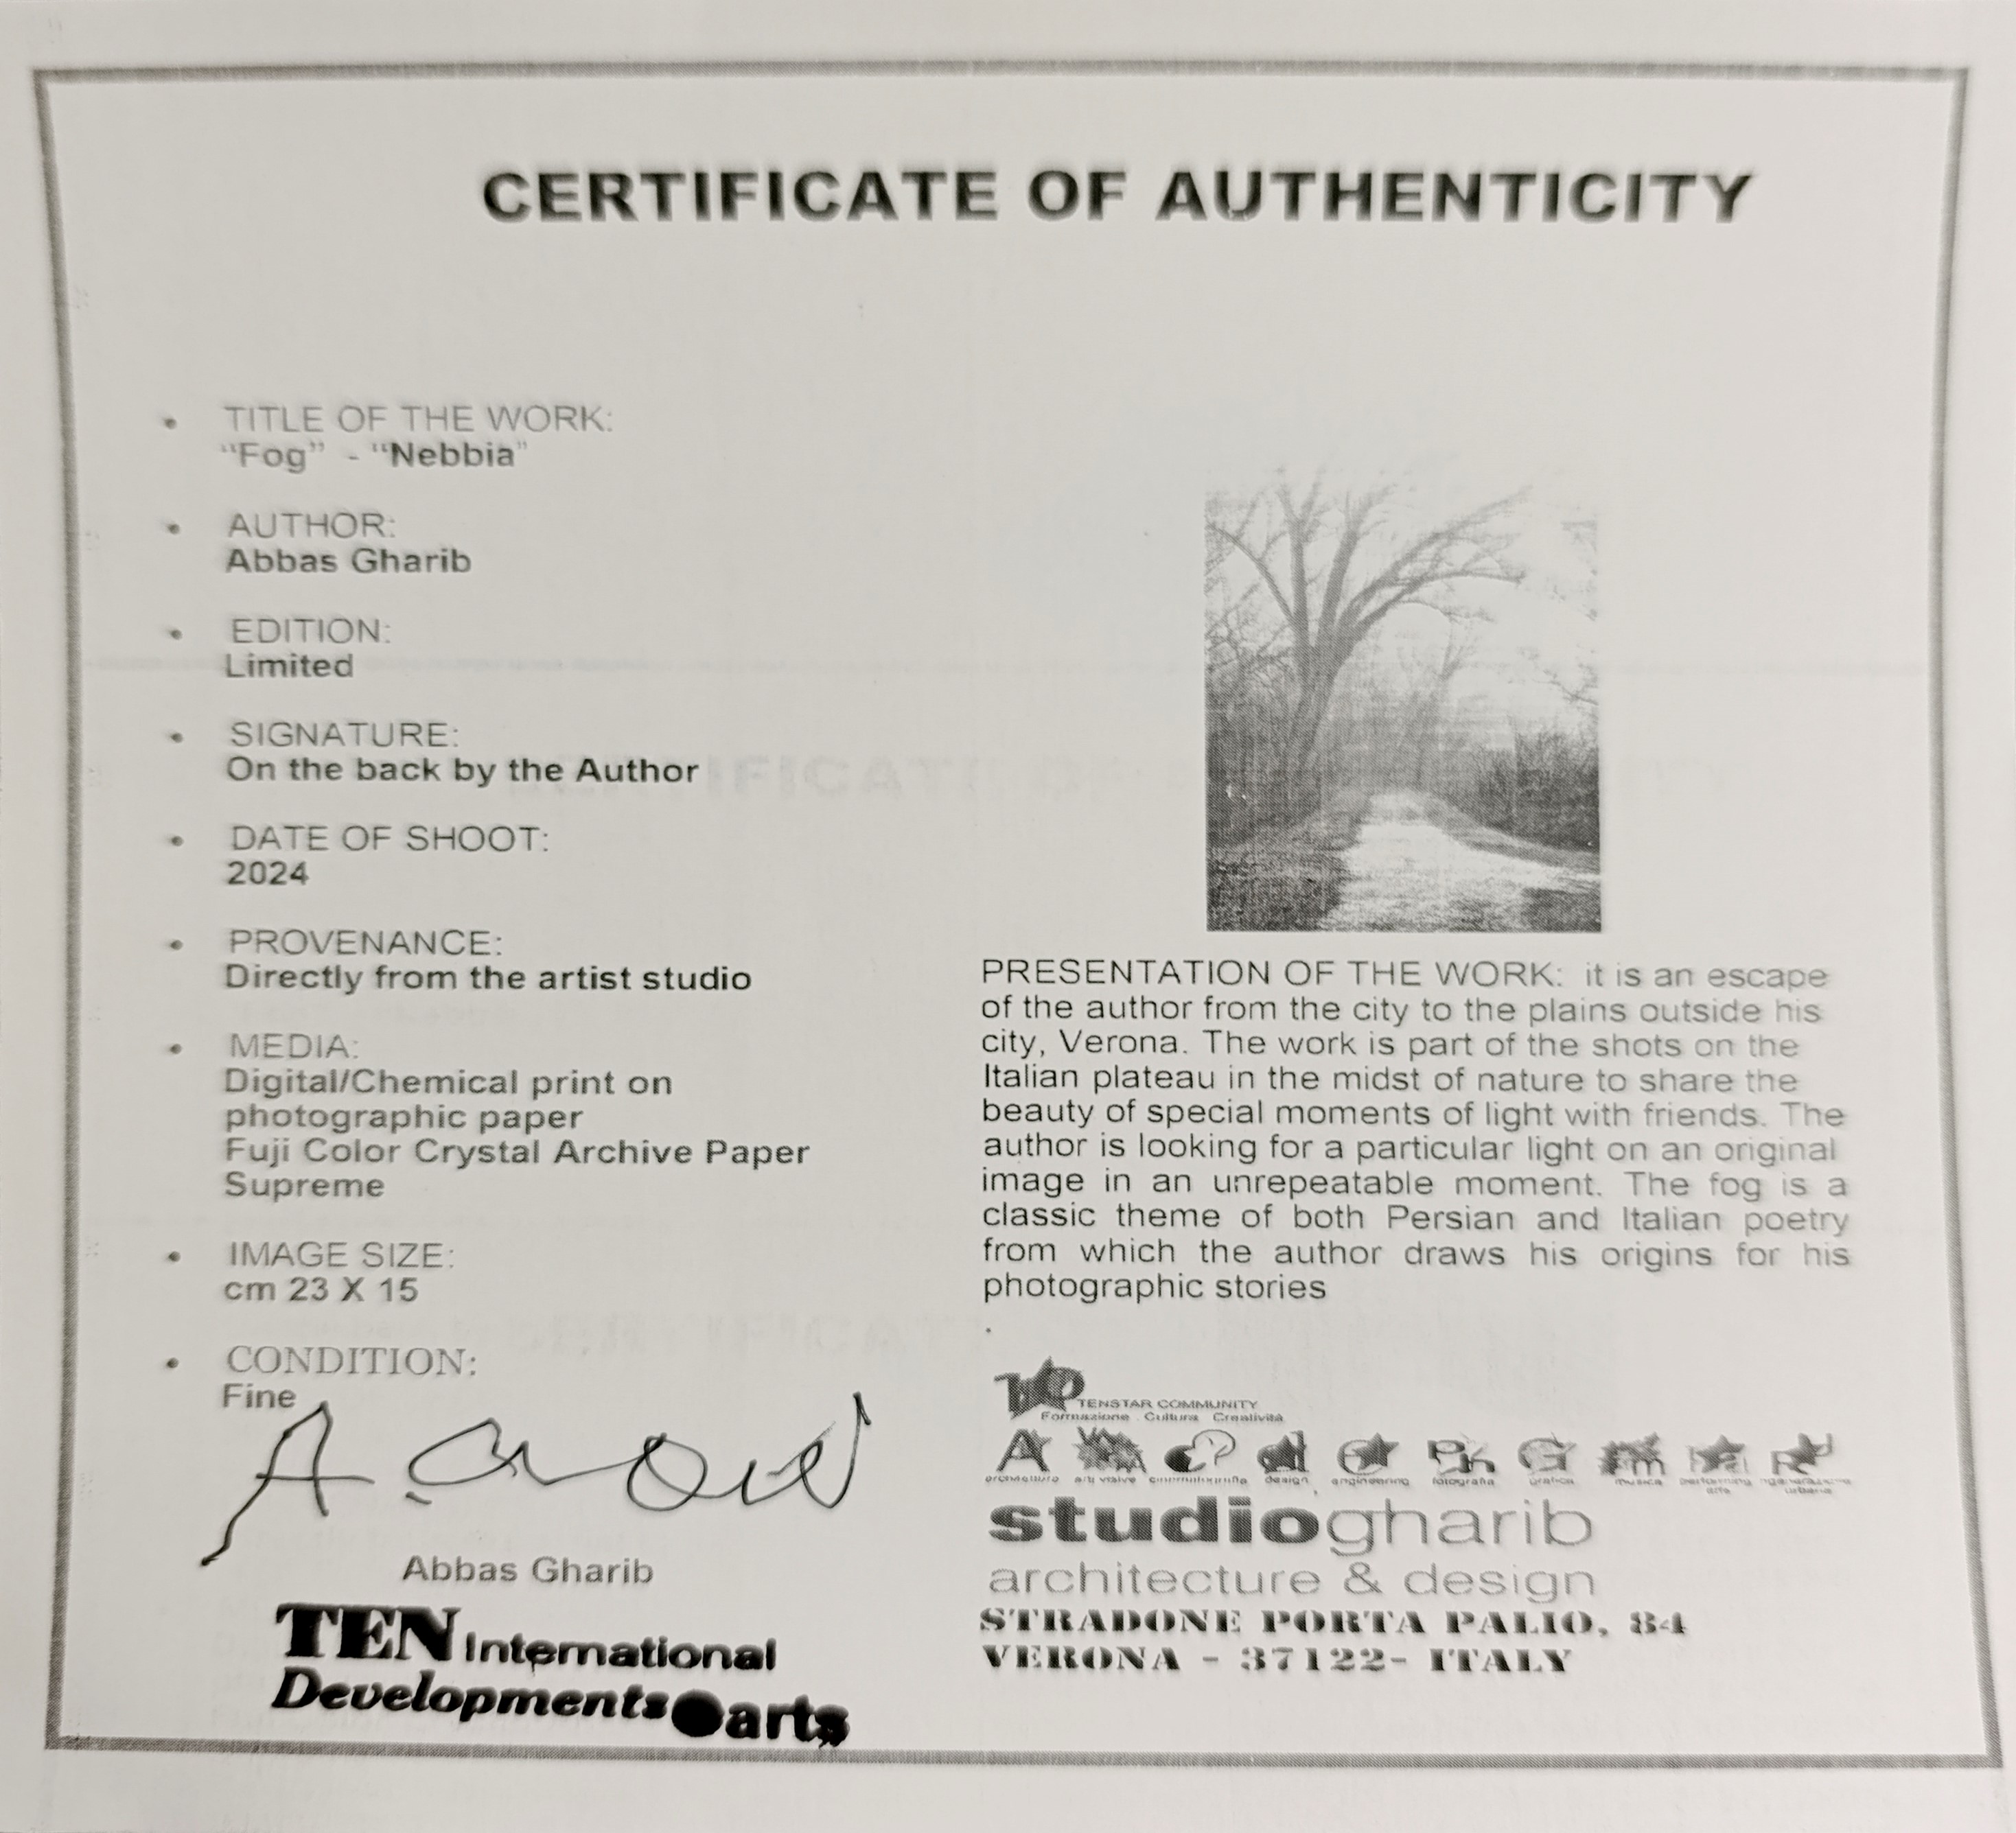 CERTIFICATE OF AUTHENTICITY
• TITLE OF THE WORK:
“Fog” - “Nebbia”
• AUTHOR:
Abbas Gharib
• EDITION:
Limited
• SIGNATURE:
On the back by the Author
• DATE OF SHOOT:
2024
• PROVENANCE:
Directly from the artist studio
• MEDIA:
Digital/Chemical print on
photographic paper
Fuji Color Crystal Archive Paper
Supreme
• IMAGE SIZE:
cm 23 X 15
• CONDITION:
Fine
Abbas Gharib
TEN International
Developments arts
PRESENTATION OF THE WORK: it is an escape
of the author from the city to the plains outside his
city, Verona. The work is part of the shots on the
Italian plateau in the midst of nature to share the
beauty of special moments of light with friends. The
author is looking for a particular light on an original
image in an unrepeatable moment. The fog is a
classic theme of both Persian and Italian poetry
from which the author draws his origins for his
photographic stories
.
TENSTAR COMMUNITY
Formazione . Cultura Creatività
design engineering fotografia musica performing
arts
studiogharib
architecture & design
STRADONE PORTA PALIO, 84
VERONA - 37122- ITALY